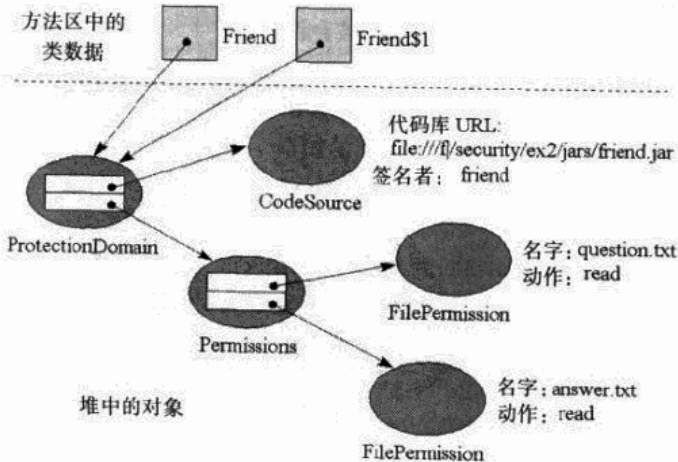 方法区中的
类数据
Friend
Friend$1
代码库 URL:
file:///f|/security/ex2/jars/friend.jar
签名者：friend
CodeSource
ProtectionDomain
名字：question.txt
动作：read
FilePermission
Permissions
堆中的对象
名字：answer.txt
动作：read
FilePermission